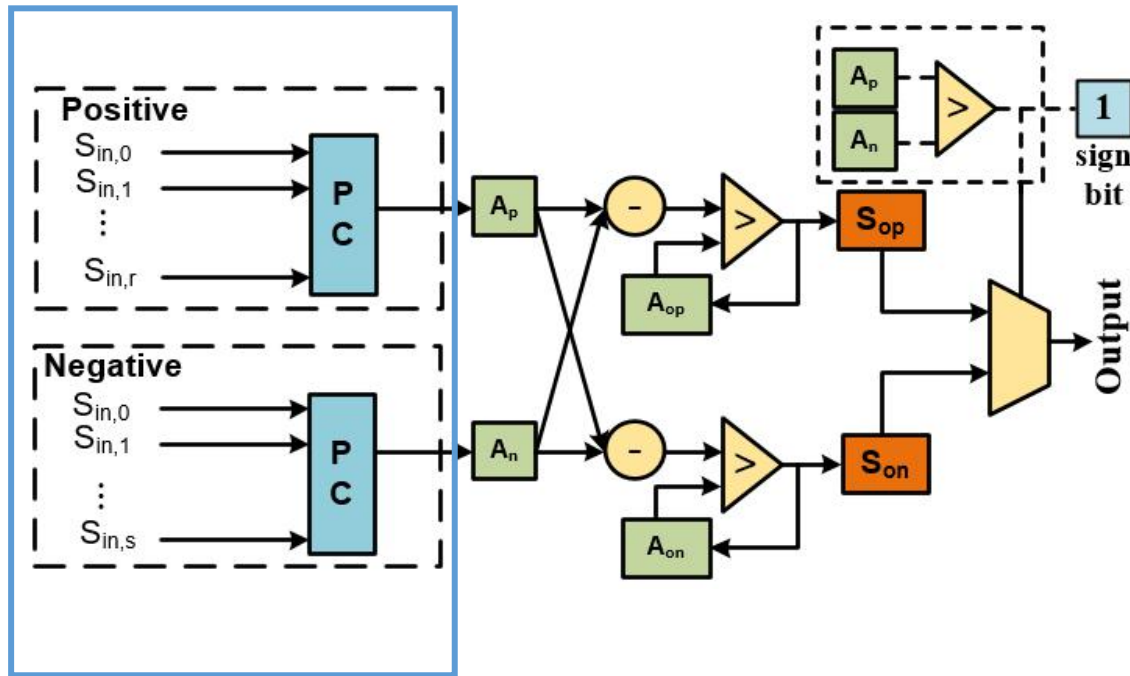 Positive
S_in,0
S_in,1
⋮
S_in,r
P
C
Negative
S_in,0
S_in,1
⋮
S_in,s
P
C
A_p
A_n
-
-
>
>
A_op
A_on
A_p
A_n
>
1
sign
bit
S_op
S_on
Output